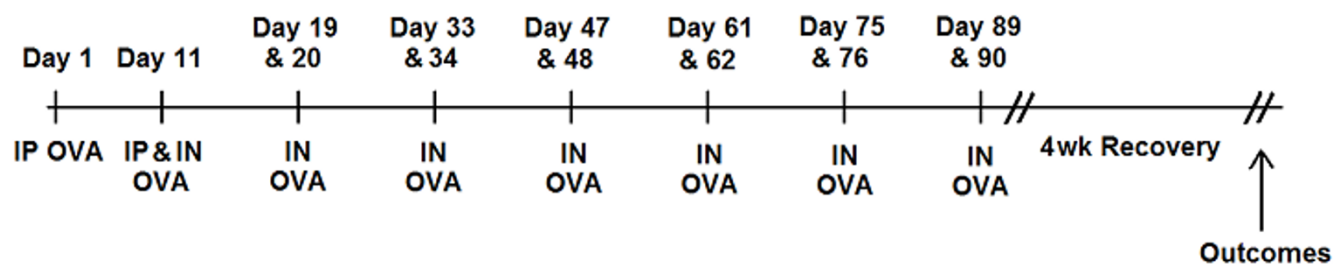 Day 1
Day 11
Day 19
& 20
Day 33
& 34
Day 47
& 48
Day 61
& 62
Day 75
& 76
Day 89
& 90
IP OVA
IP & IN
OVA
IN
OVA
IN
OVA
IN
OVA
IN
OVA
IN
OVA
IN
OVA
4wk Recovery
Outcomes